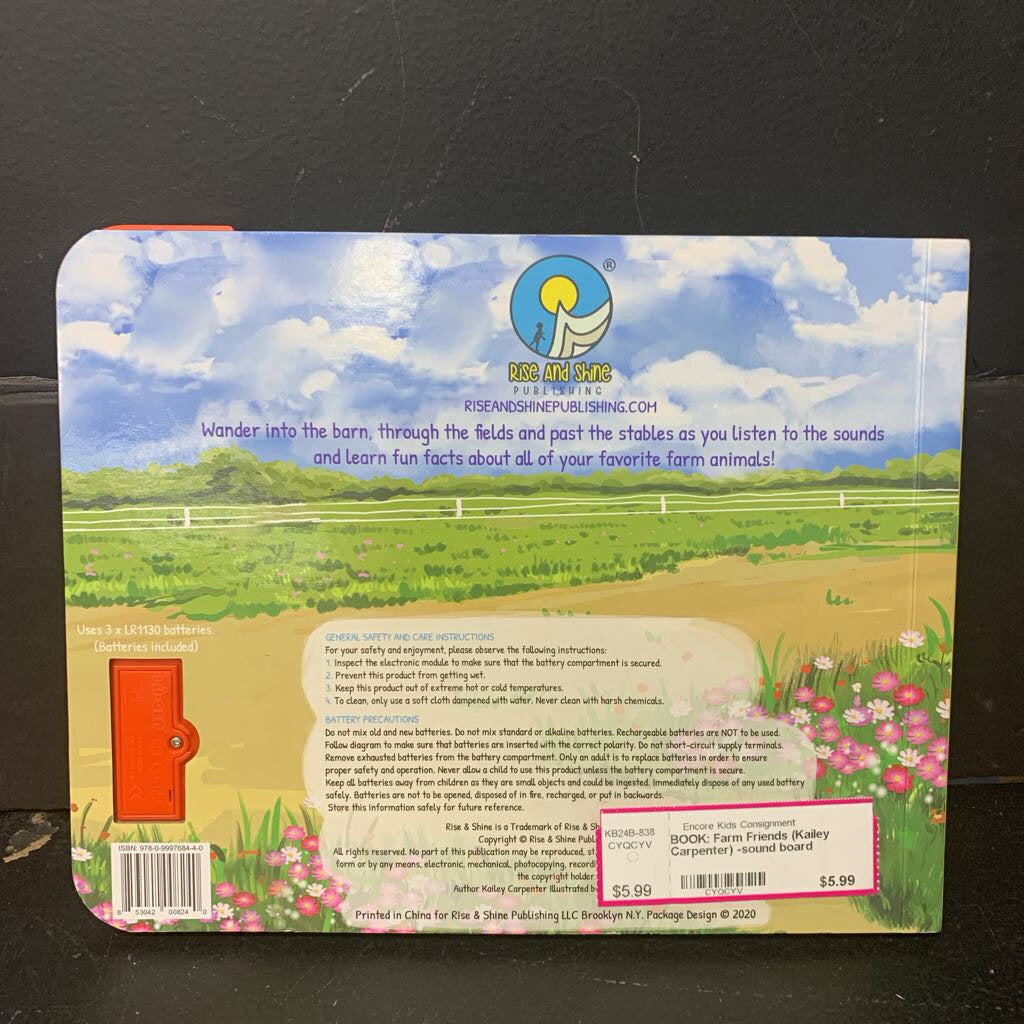 ®
Rise And Shine
PUBLISHING
RISEANDSHINEPUBLISHING.COM
Wander into the barn, through the fields and past the stables as you listen to the sounds
and learn fun facts about all of your favorite farm animals!
Uses 3 x LR1130 batteries.
(Batteries included)
GENERAL SAFETY AND CARE INSTRUCTIONS
For your safety and enjoyment, please observe the following instructions:
1. Inspect the electronic module to make sure that the battery compartment is secured.
2. Prevent this product from getting wet.
3. Keep this product out of extreme hot or cold temperatures.
4. To clean, only use a soft cloth dampened with water. Never clean with harsh chemicals.
BATTERY PRECAUTIONS
Do not mix old and new batteries. Do not mix standard or alkaline batteries. Rechargeable batteries are NOT to be used.
Follow diagram to make sure that batteries are inserted with the correct polarity. Do not short-circuit supply terminals.
Remove exhausted batteries from the battery compartment. Only an adult is to replace batteries in order to ensure
proper safety and operation. Never allow a child to use this product unless the battery compartment is secure.
Keep all batteries away from children as they are small objects and could be ingested. Immediately dispose of any used battery
safely. Batteries are not to be opened, disposed of in fire, recharged, or put in backwards.
Store this information safely for future reference.
Rise & Shine is a Trademark of Rise & Sh
Copyright © Rise & Shine Publ
All rights reserved. No part of this publication may be reproduced, st
form or by any means, electronic, mechanical, photocopying, recordi
the copyright holder.
Author Kailey Carpenter Illustrated b
Printed in China for Rise & Shine Publishing LLC Brooklyn N.Y. Package Design © 2020
ISBN: 978-0-9997684-4-0
8 53042 00824 0
KB24B-838
CYQCYV
$5.99
Encore Kids Consignment
BOOK: Farm Friends (Kailey
Carpenter) -sound board
CYQCYV
$5.99